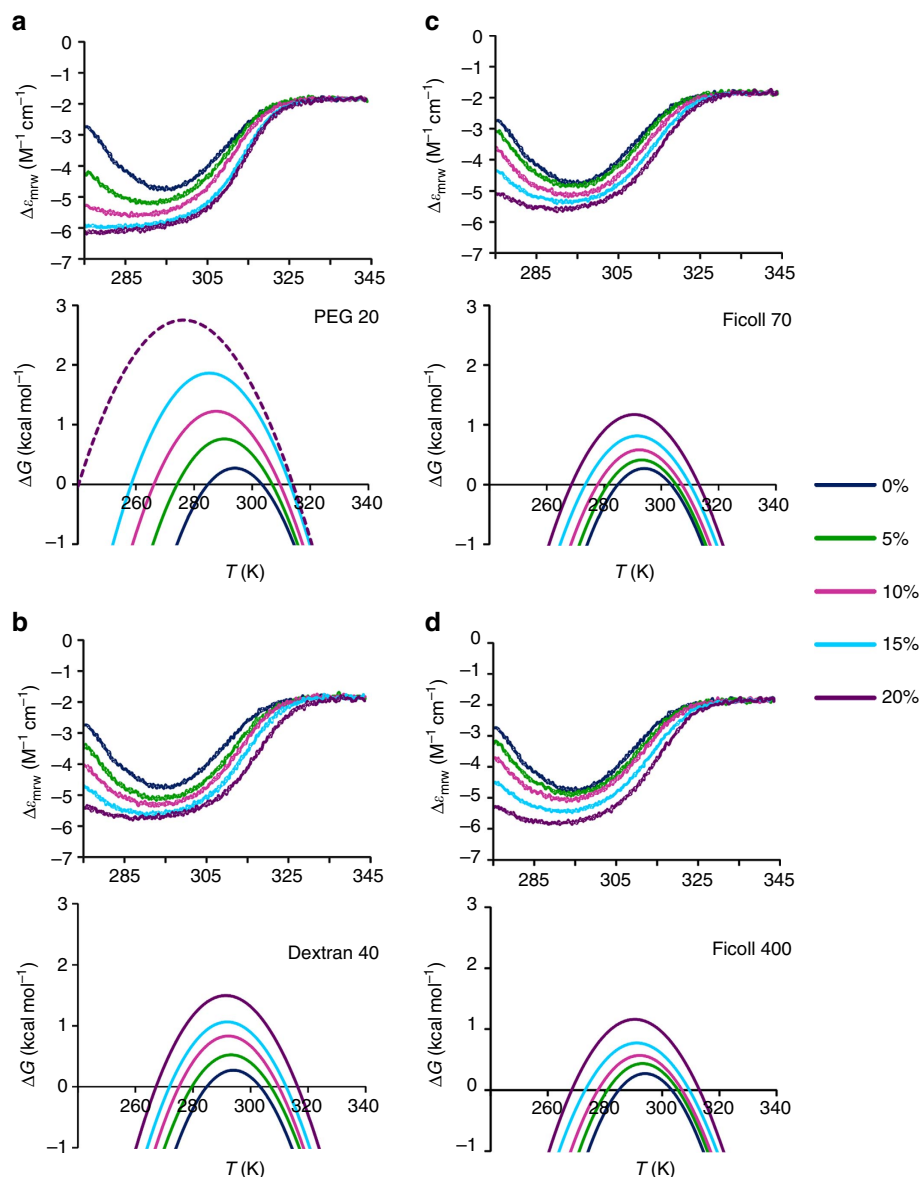 a
0
−1
−2
−3
−4
−5
−6
−7
Δε_mrw (M⁻¹ cm⁻¹)
285 305 325 345
3
2
1
0
−1
ΔG (kcal mol⁻¹)
PEG 20
260 280 300 320 340
T (K)
c
0
−1
−2
−3
−4
−5
−6
−7
Δε_mrw (M⁻¹ cm⁻¹)
285 305 325 345
3
2
1
0
−1
ΔG (kcal mol⁻¹)
Ficoll 70
260 280 300 320 340
T (K)
0%
5%
10%
15%
20%
b
0
−1
−2
−3
−4
−5
−6
−7
Δε_mrw (M⁻¹ cm⁻¹)
285 305 325 345
3
2
1
0
−1
ΔG (kcal mol⁻¹)
Dextran 40
260 280 300 320 340
T (K)
d
0
−1
−2
−3
−4
−5
−6
−7
Δε_mrw (M⁻¹ cm⁻¹)
285 305 325 345
3
2
1
0
−1
ΔG (kcal mol⁻¹)
Ficoll 400
260 280 300 320 340
T (K)